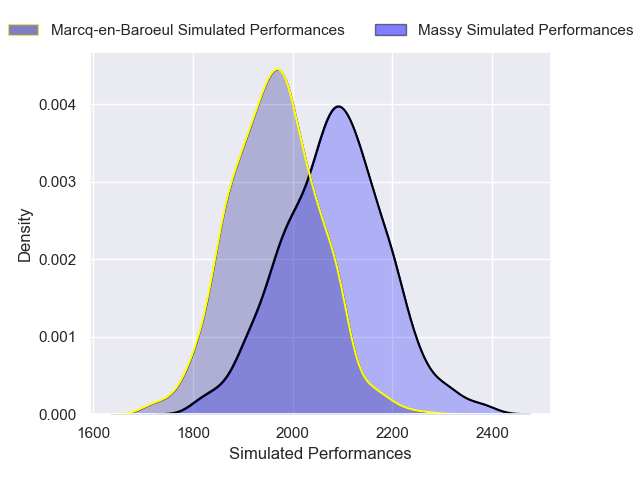 Marcq-en-Baroeul Simulated Performances
Massy Simulated Performances
0.004
0.003
0.002
0.001
0.000
Density
1600 1800 2000 2200 2400
Simulated Performances